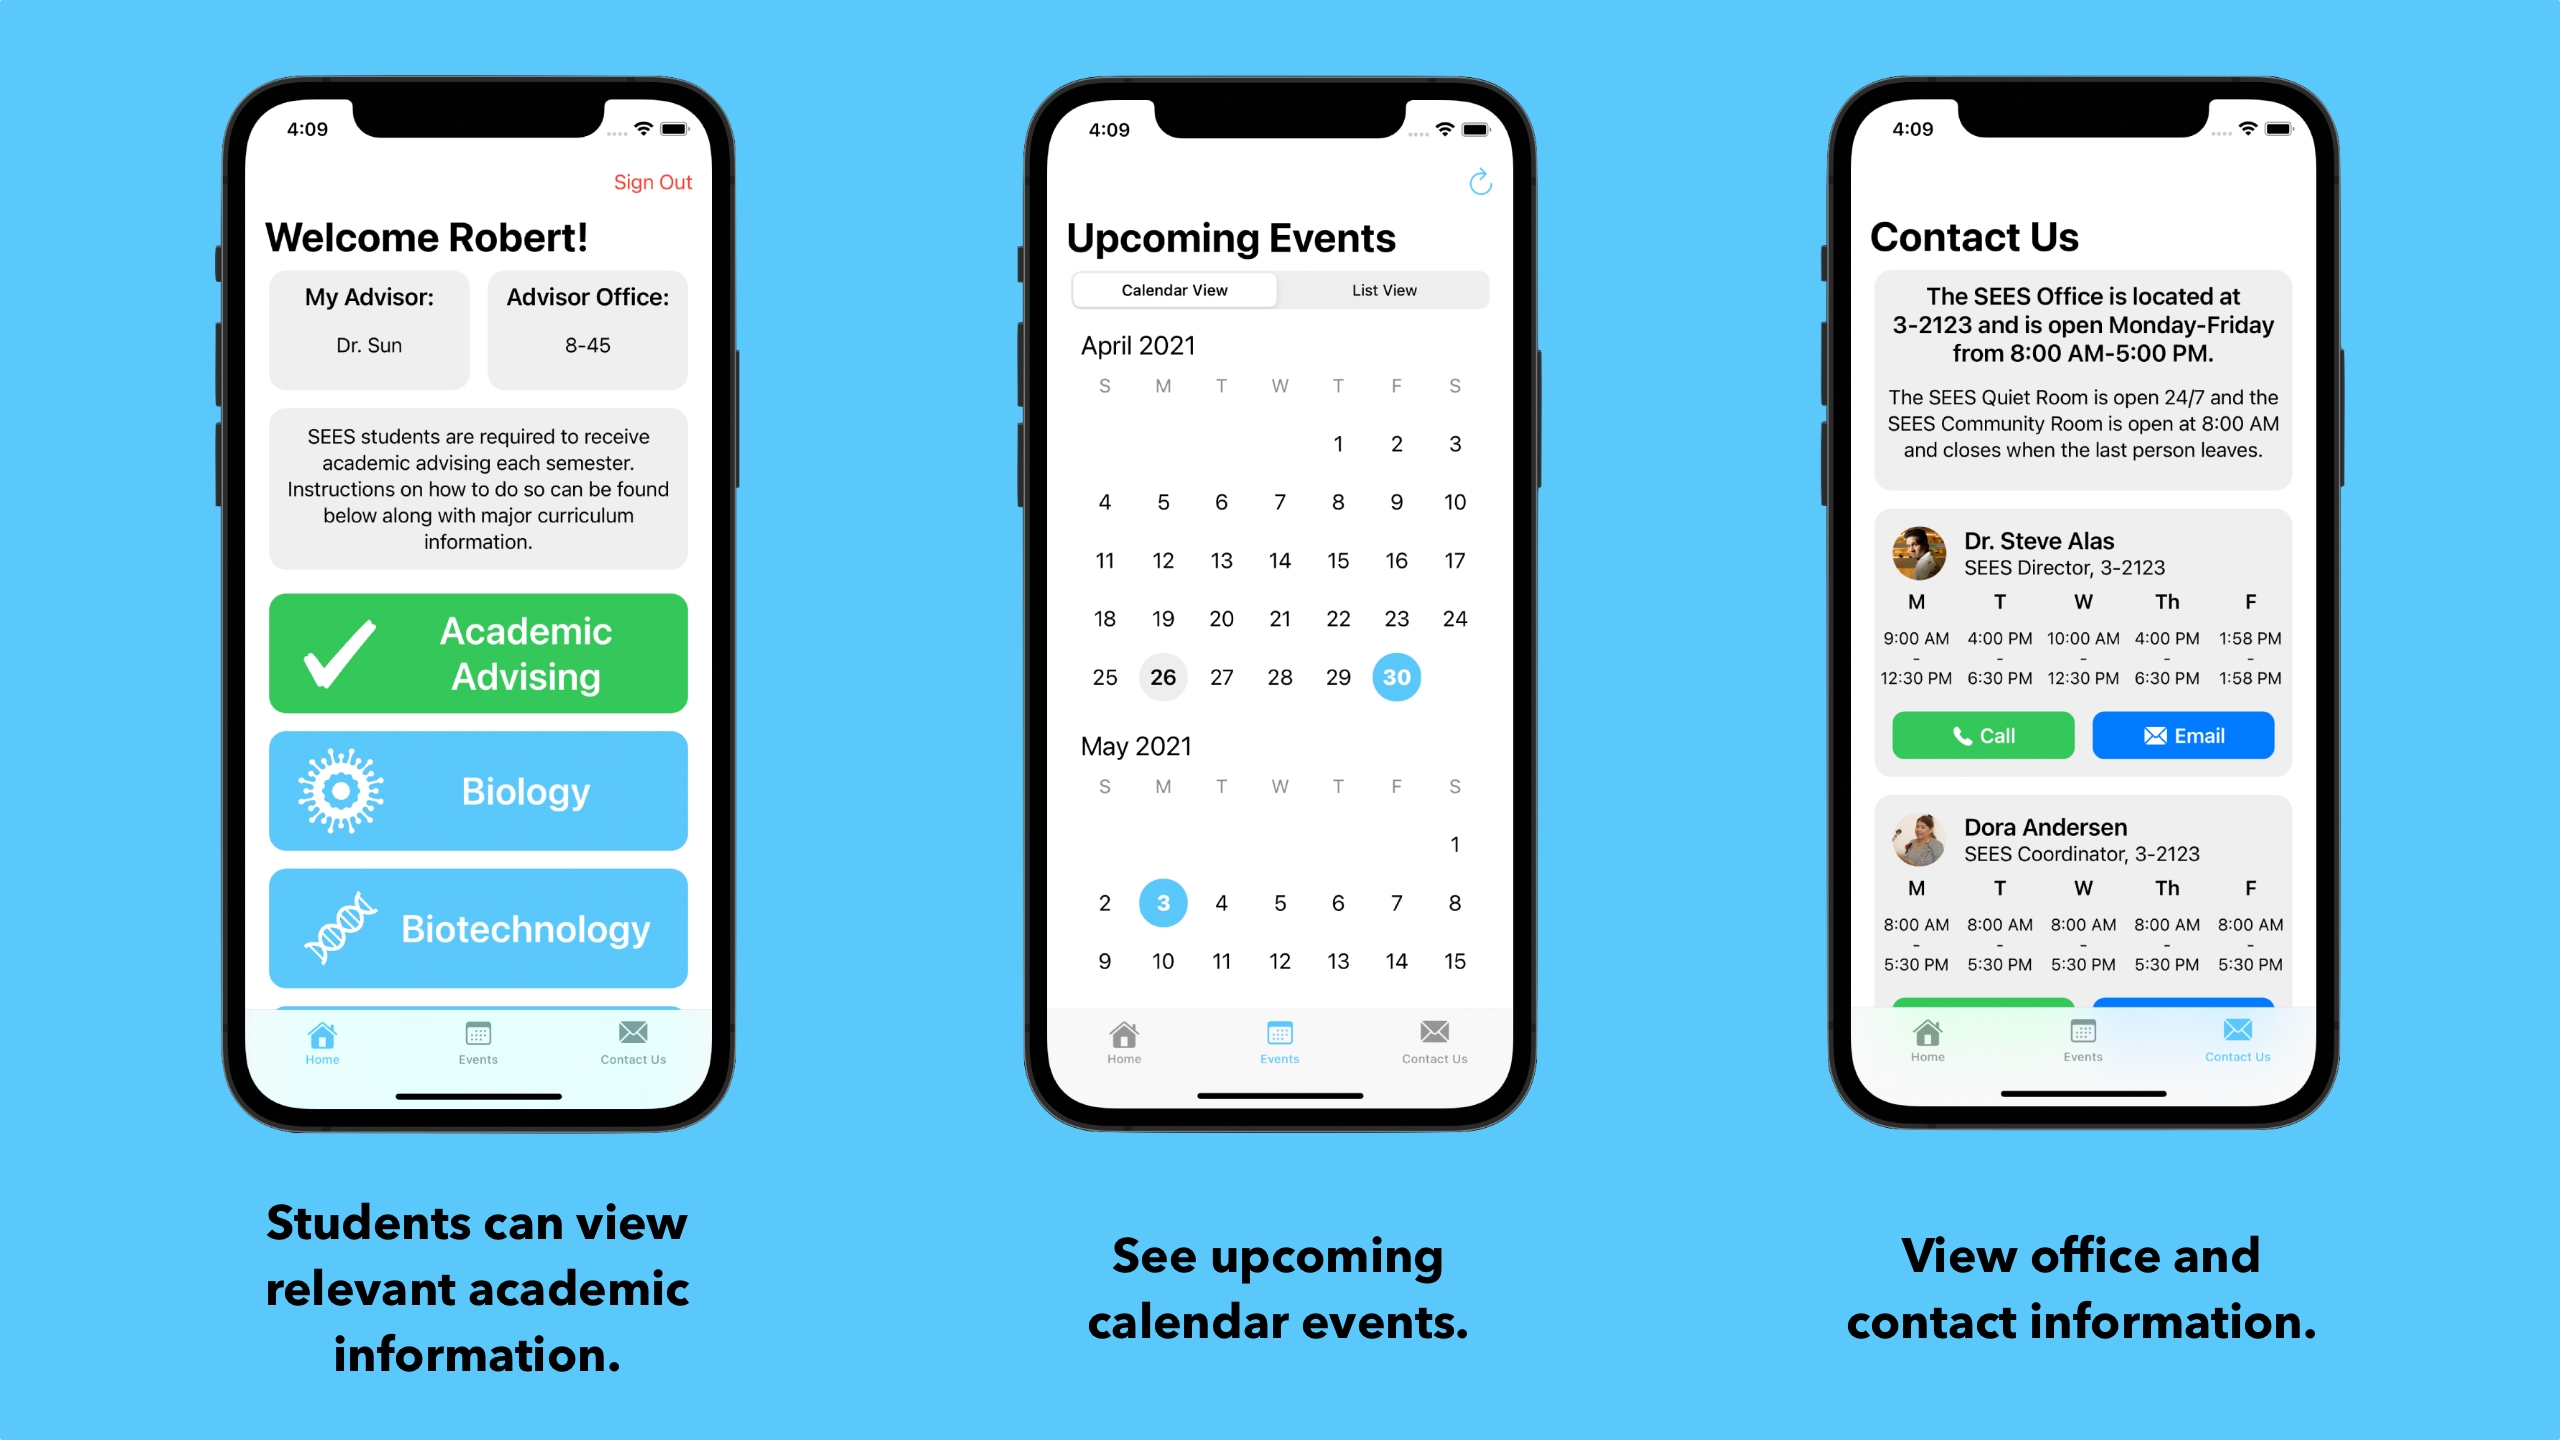 4:09
Sign Out
Welcome Robert!
My Advisor:
Dr. Sun
Advisor Office:
8-45
SEES students are required to receive
academic advising each semester.
Instructions on how to do so can be found
below along with major curriculum
information.
Academic
Advising
Biology
Biotechnology
Home Events Contact Us
Students can view
relevant academic
information.
4:09
Upcoming Events
Calendar View List View
April 2021
S M T W T F S
1 2 3
4 5 6 7 8 9 10
11 12 13 14 15 16 17
18 19 20 21 22 23 24
25 26 27 28 29 30
May 2021
S M T W T F S
1
2 3 4 5 6 7 8
9 10 11 12 13 14 15
Home Events Contact Us
See upcoming
calendar events.
4:09
Contact Us
The SEES Office is located at
3-2123 and is open Monday-Friday
from 8:00 AM-5:00 PM.
The SEES Quiet Room is open 24/7 and the
SEES Community Room is open at 8:00 AM
and closes when the last person leaves.
Dr. Steve Alas
SEES Director, 3-2123
M T W Th F
9:00 AM 4:00 PM 10:00 AM 4:00 PM 1:58 PM
- - - - -
12:30 PM 6:30 PM 12:30 PM 6:30 PM 1:58 PM
Call Email
Dora Andersen
SEES Coordinator, 3-2123
M T W Th F
8:00 AM 8:00 AM 8:00 AM 8:00 AM 8:00 AM
- - - - -
5:30 PM 5:30 PM 5:30 PM 5:30 PM 5:30 PM
Home Events Contact Us
View office and
contact information.